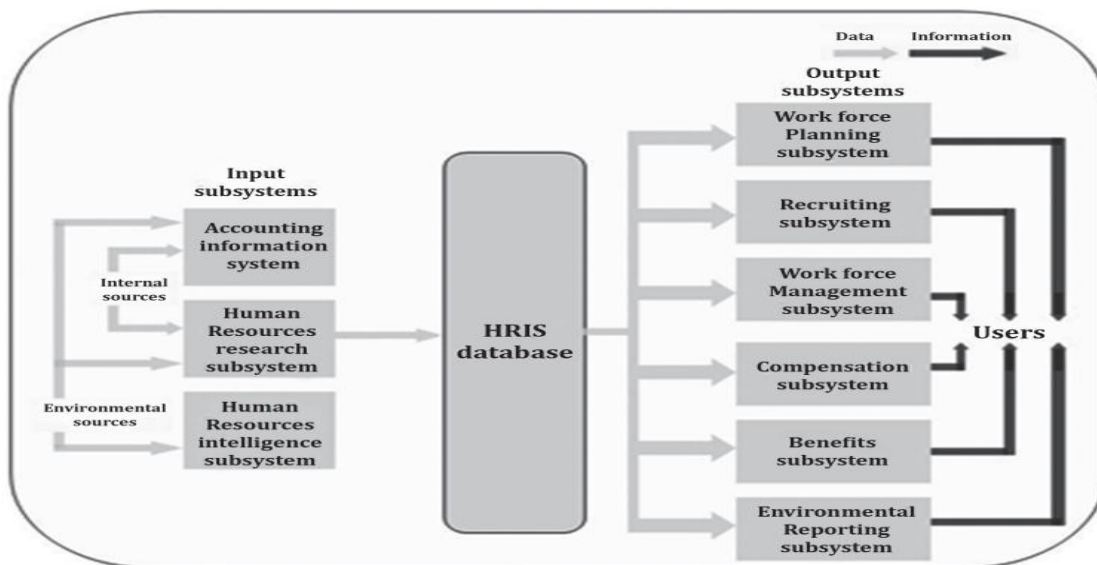 Data
Information
Output
subsystems
Input
subsystems
Accounting
information
system
Internal
sources
Human
Resources
research
subsystem
Environmental
sources
Human
Resources
intelligence
subsystem
HRIS
database
Work force
Planning
subsystem
Recruiting
subsystem
Work force
Management
subsystem
Compensation
subsystem
Benefits
subsystem
Environmental
Reporting
subsystem
Users